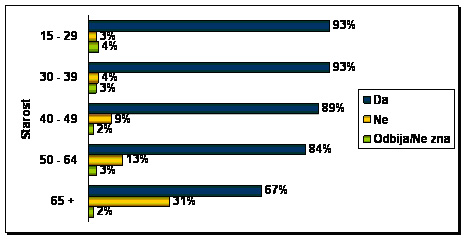 Starost
15 - 29
93%
3%
4%
30 - 39
93%
4%
3%
40 - 49
89%
9%
2%
50 - 64
84%
13%
3%
65 +
67%
31%
2%
Da
Ne
Odbija/Ne zna